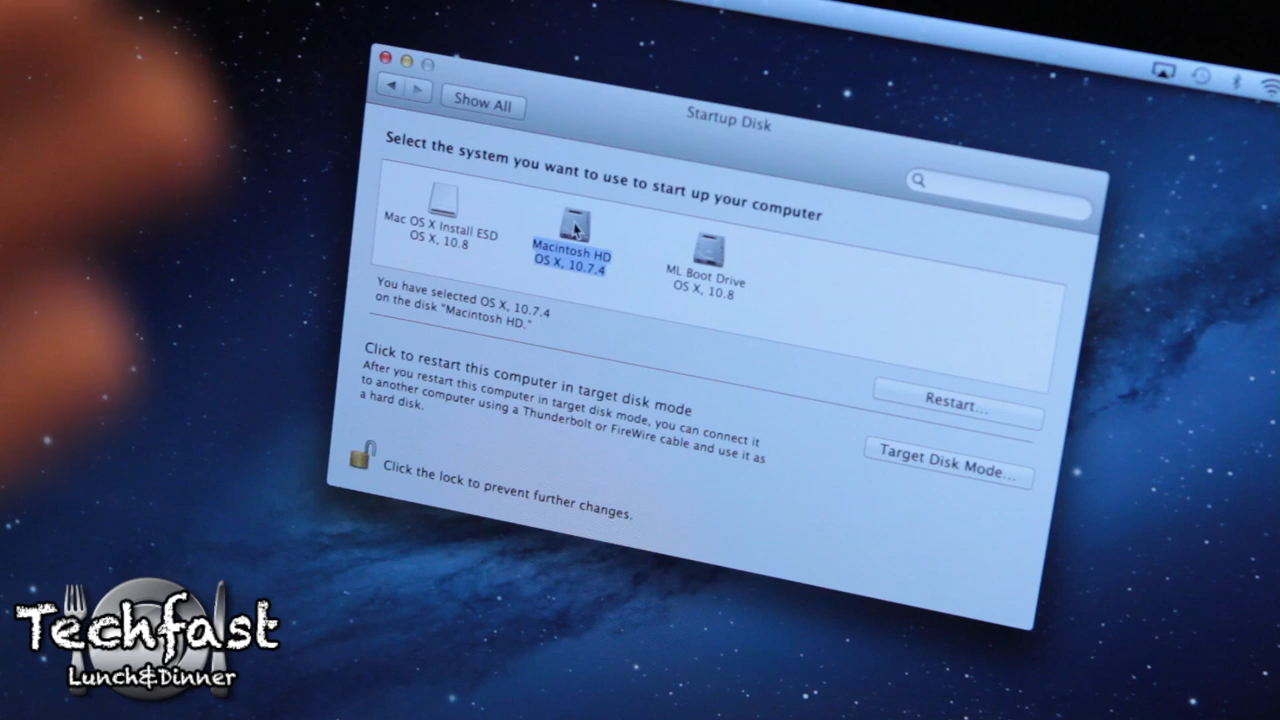 Show All
Startup Disk
Select the system you want to use to start up your computer
Mac OS X Install ESD
OS X, 10.8
Macintosh HD
OS X, 10.7.4
ML Boot Drive
OS X, 10.8
You have selected OS X, 10.7.4
on the disk "Macintosh HD."
Restart...
Click to restart this computer in target disk mode
After you restart this computer in target disk mode, you can connect it
to another computer using a Thunderbolt or FireWire cable and use it as
a hard disk.
Target Disk Mode...
Click the lock to prevent further changes.
Techfast
Lunch&Dinner